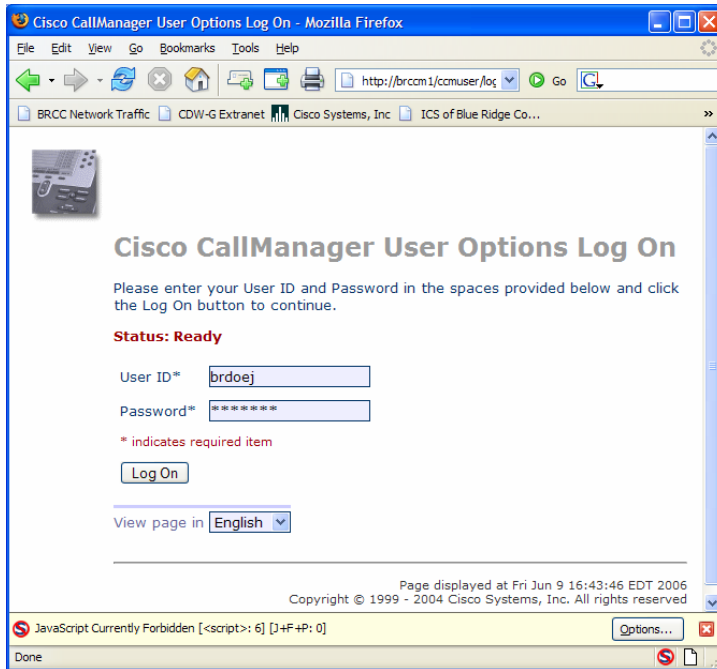 Cisco CallManager User Options Log On - Mozilla Firefox
File Edit View Go Bookmarks Tools Help
http://brccm1/ccmuser/log Go G
BRCC Network Traffic CDW-G Extranet Cisco Systems, Inc ICS of Blue Ridge Co... »
Cisco CallManager User Options Log On
Please enter your User ID and Password in the spaces provided below and click
the Log On button to continue.
Status: Ready
User ID* brdoej
Password* *******
* indicates required item
Log On
View page in English
Page displayed at Fri Jun 9 16:43:46 EDT 2006
Copyright © 1999 - 2004 Cisco Systems, Inc. All rights reserved
S JavaScript Currently Forbidden [<script>: 6] [J+F+P: 0] Options...
Done S